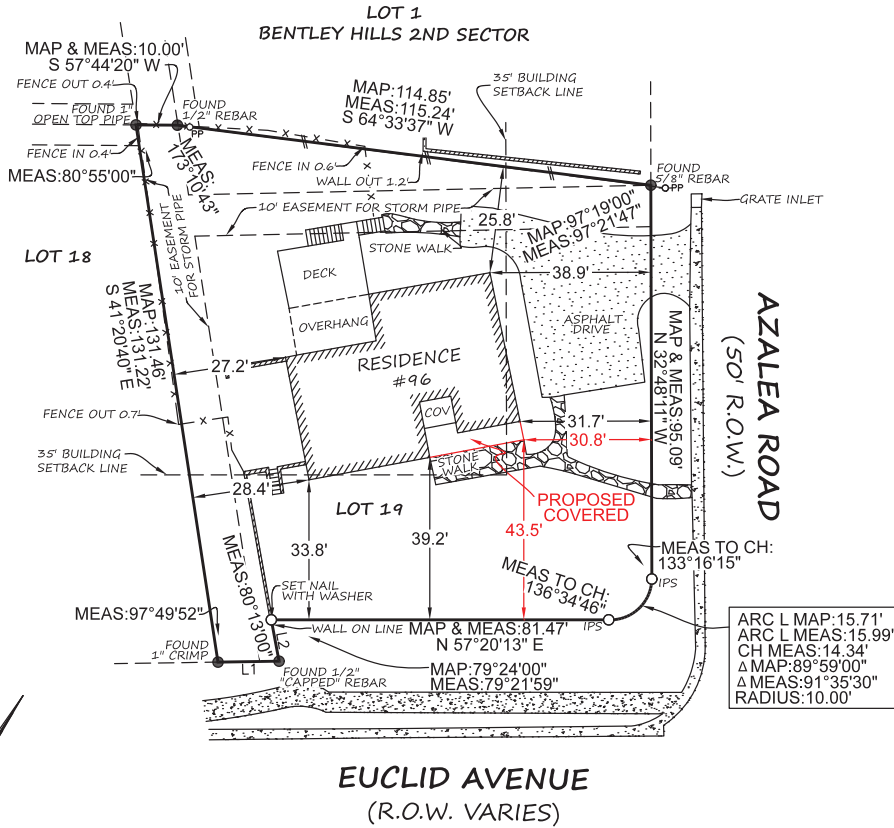 LOT 1
BENTLEY HILLS 2ND SECTOR
MAP & MEAS:10.00'
S 57°44'20" W
FENCE OUT 0.4'
FOUND 1"
OPEN TOP PIPE
FOUND
1/2" REBAR
PP
MAP:114.85'
MEAS:115.24'
S 64°33'37" W
35' BUILDING
SETBACK LINE
FENCE IN 0.4'
MEAS:80°55'00"
MEAS:
173°10'43"
FENCE IN 0.6'
WALL OUT 1.2'
FOUND
5/8" REBAR
PP
GRATE INLET
10' EASEMENT
FOR STORM PIPE
10' EASEMENT FOR STORM PIPE
25.8'
MAP:97°19'00"
MEAS:97°21'47"
STONE WALK
38.9'
LOT 18
DECK
OVERHANG
ASPHALT
DRIVE
MAP:131.46'
MEAS:131.22'
S 41°20'40" E
RESIDENCE
#96
27.2'
MAP & MEAS:95.09'
N 32°48'11" W
AZALEA ROAD
(50' R.O.W.)
COV
31.7'
30.8'
FENCE OUT 0.7'
35' BUILDING
SETBACK LINE
STONE
WALK
28.4'
LOT 19
PROPOSED
COVERED
33.8'
39.2'
43.5'
MEAS TO CH:
133°16'15"
MEAS TO CH:
136°34'46"
MEAS:80°13'00"
IPS
SET NAIL
WITH WASHER
MEAS:97°49'52"
WALL ON LINE
MAP & MEAS:81.47'
N 57°20'13" E
IPS
L2
FOUND
1" CRIMP
L1
FOUND 1/2"
"CAPPED" REBAR
MAP:79°24'00"
MEAS:79°21'59"
ARC L MAP:15.71'
ARC L MEAS:15.99'
CH MEAS:14.34'
Δ MAP:89°59'00"
Δ MEAS:91°35'30"
RADIUS:10.00'
EUCLID AVENUE
(R.O.W. VARIES)